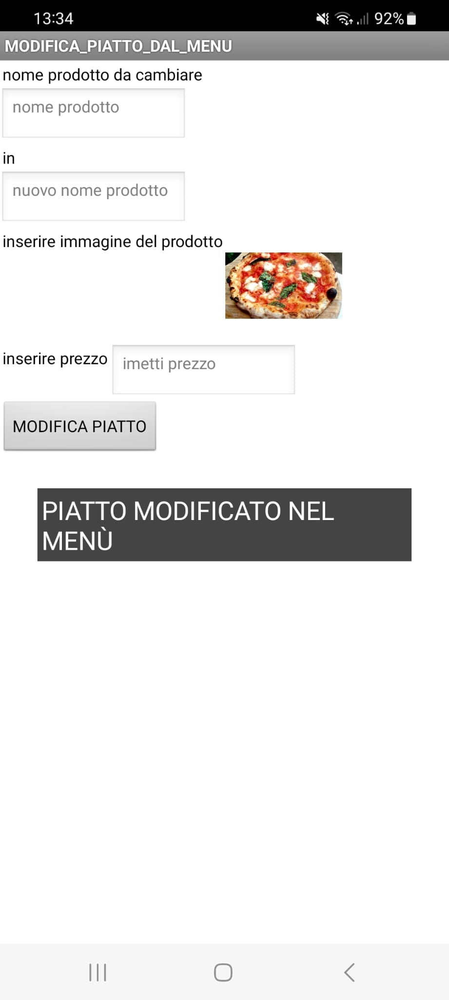 13:34 92%
MODIFICA_PIATTO_DAL_MENU
nome prodotto da cambiare
nome prodotto
in
nuovo nome prodotto
inserire immagine del prodotto
inserire prezzo imetti prezzo
MODIFICA PIATTO
PIATTO MODIFICATO NEL
MENÙ